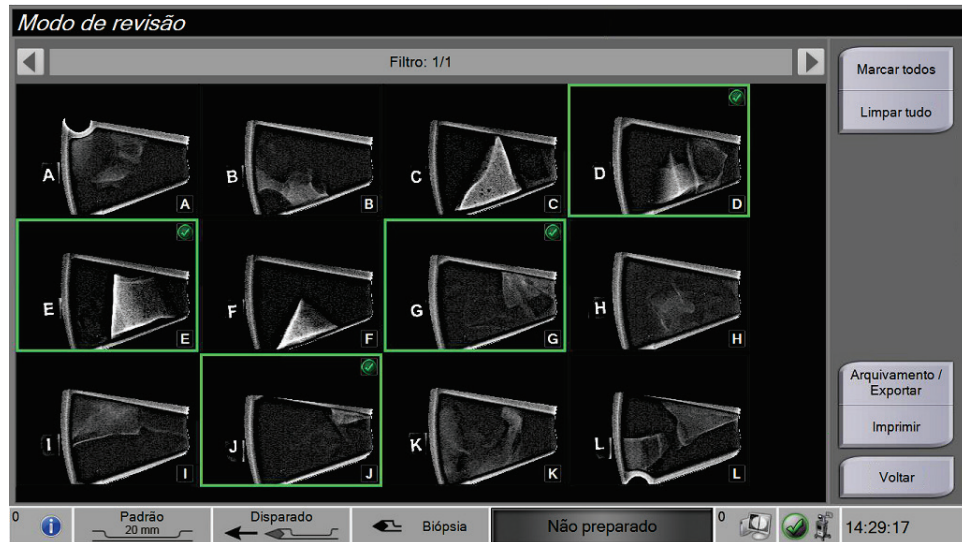 Modo de revisão
Filtro: 1/1
Marcar todos
Limpar tudo
A
A
B
B
C
C
D
D
E
E
F
F
G
G
H
H
I
I
J
J
K
K
L
L
Arquivamento /
Exportar
Imprimir
Voltar
0
i
Padrão
20 mm
Disparado
Biópsia
Não preparado
0
14:29:17